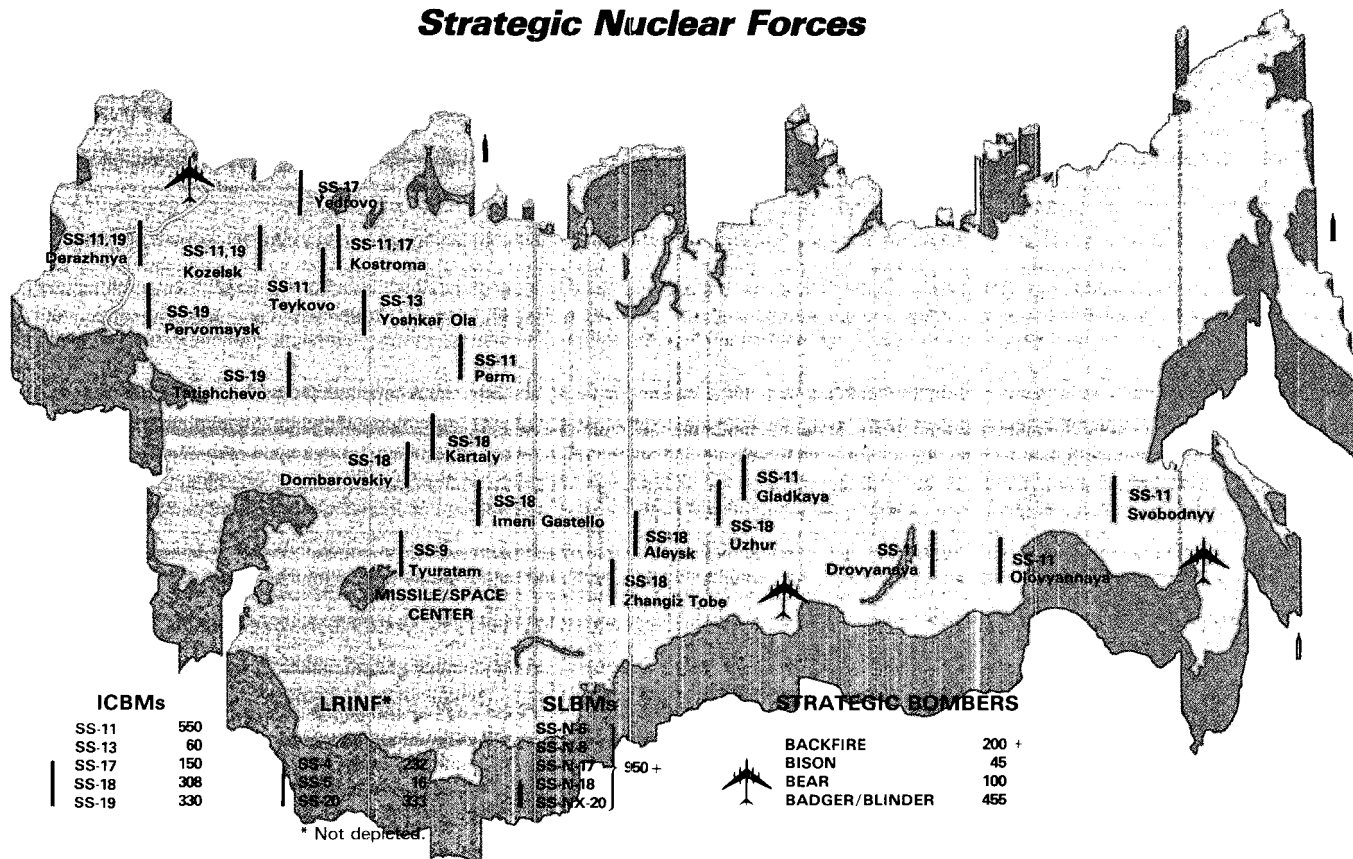 Strategic Nuclear Forces
SS-17
Yedrovo
SS-11,19
Derazhnya
SS-11,19
Kozelsk
SS-11,17
Kostroma
SS-11
Teykovo
SS-13
Yoshkar Ola
SS-19
Pervomaysk
SS-11
Perm
SS-19
Tatishchevo
SS-18
Kartaly
SS-18
Dombarovskiy
SS-18
Imeni Gastello
SS-11
Gladkaya
SS-18
Uzhur
SS-18
Aleysk
SS-11
Svobodnyy
SS-9
Tyuratam
MISSILE/SPACE
CENTER
SS-18
Zhangiz Tobe
SS-11
Drovyanaya
SS-11
Olovyannaya
ICBMs
SS-11 550
SS-13 60
SS-17 150
SS-18 308
SS-19 330
LRINF*
SS-4 232
SS-5 16
SS-20 333
* Not depicted.
SLBMs
SS-N-6
SS-N-8
SS-N-17
SS-N-18
SS-NX-20
950 +
STRATEGIC BOMBERS
BACKFIRE 200 +
BISON 45
BEAR 100
BADGER/BLINDER 455